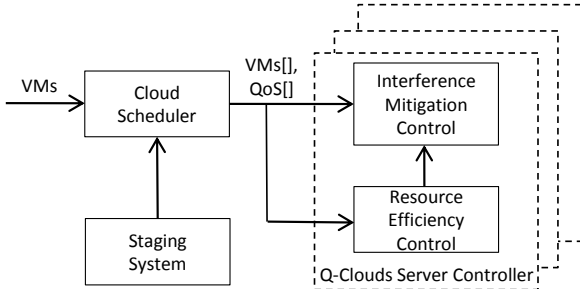 VMs
Cloud
Scheduler
VMs[],
QoS[]
Interference
Mitigation
Control
Staging
System
Resource
Efficiency
Control
Q-Clouds Server Controller